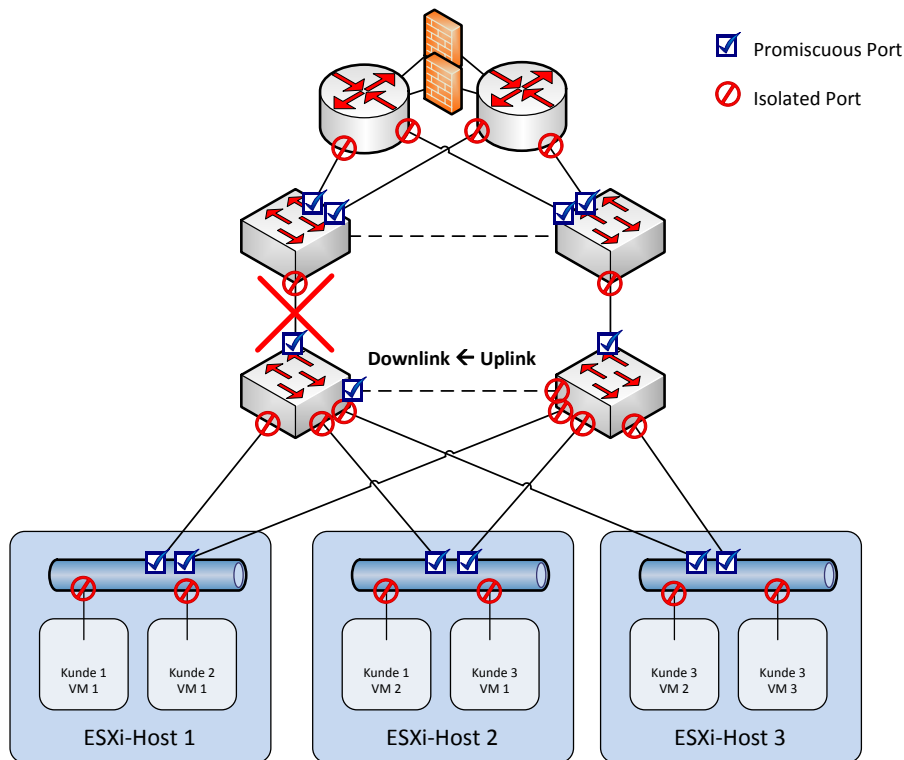 Promiscuous Port
Isolated Port
Downlink ← Uplink
Kunde 1
VM 1
Kunde 2
VM 1
Kunde 1
VM 2
Kunde 3
VM 1
Kunde 3
VM 2
Kunde 3
VM 3
ESXi-Host 1
ESXi-Host 2
ESXi-Host 3